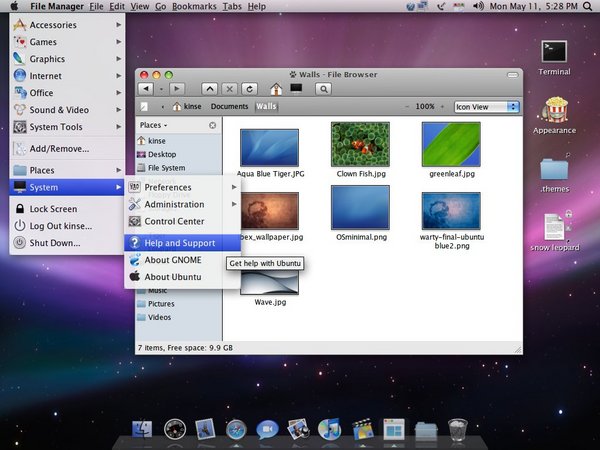 File Manager File Edit View Go Bookmarks Tabs Help Mon May 11, 5:28 PM
Accessories
Games
Graphics
Internet
Office
Sound & Video
System Tools
Add/Remove...
Places
System
Lock Screen
Log Out kinse...
Shut Down...
Preferences
Administration
Control Center
Help and Support
About GNOME
About Ubuntu
Get help with Ubuntu
Walls - File Browser
kinse Documents Walls
100% Icon View
Places
kinse
Desktop
File System
Music
Pictures
Videos
Aqua Blue Tiger.JPG
Clown Fish.jpg
greenleaf.jpg
bex_wallpaper.jpg
OSminimal.png
warty-final-ubuntu
blue2.png
Wave.jpg
7 items, Free space: 9.9 GB
Terminal
Appearance
.themes
snow leopard